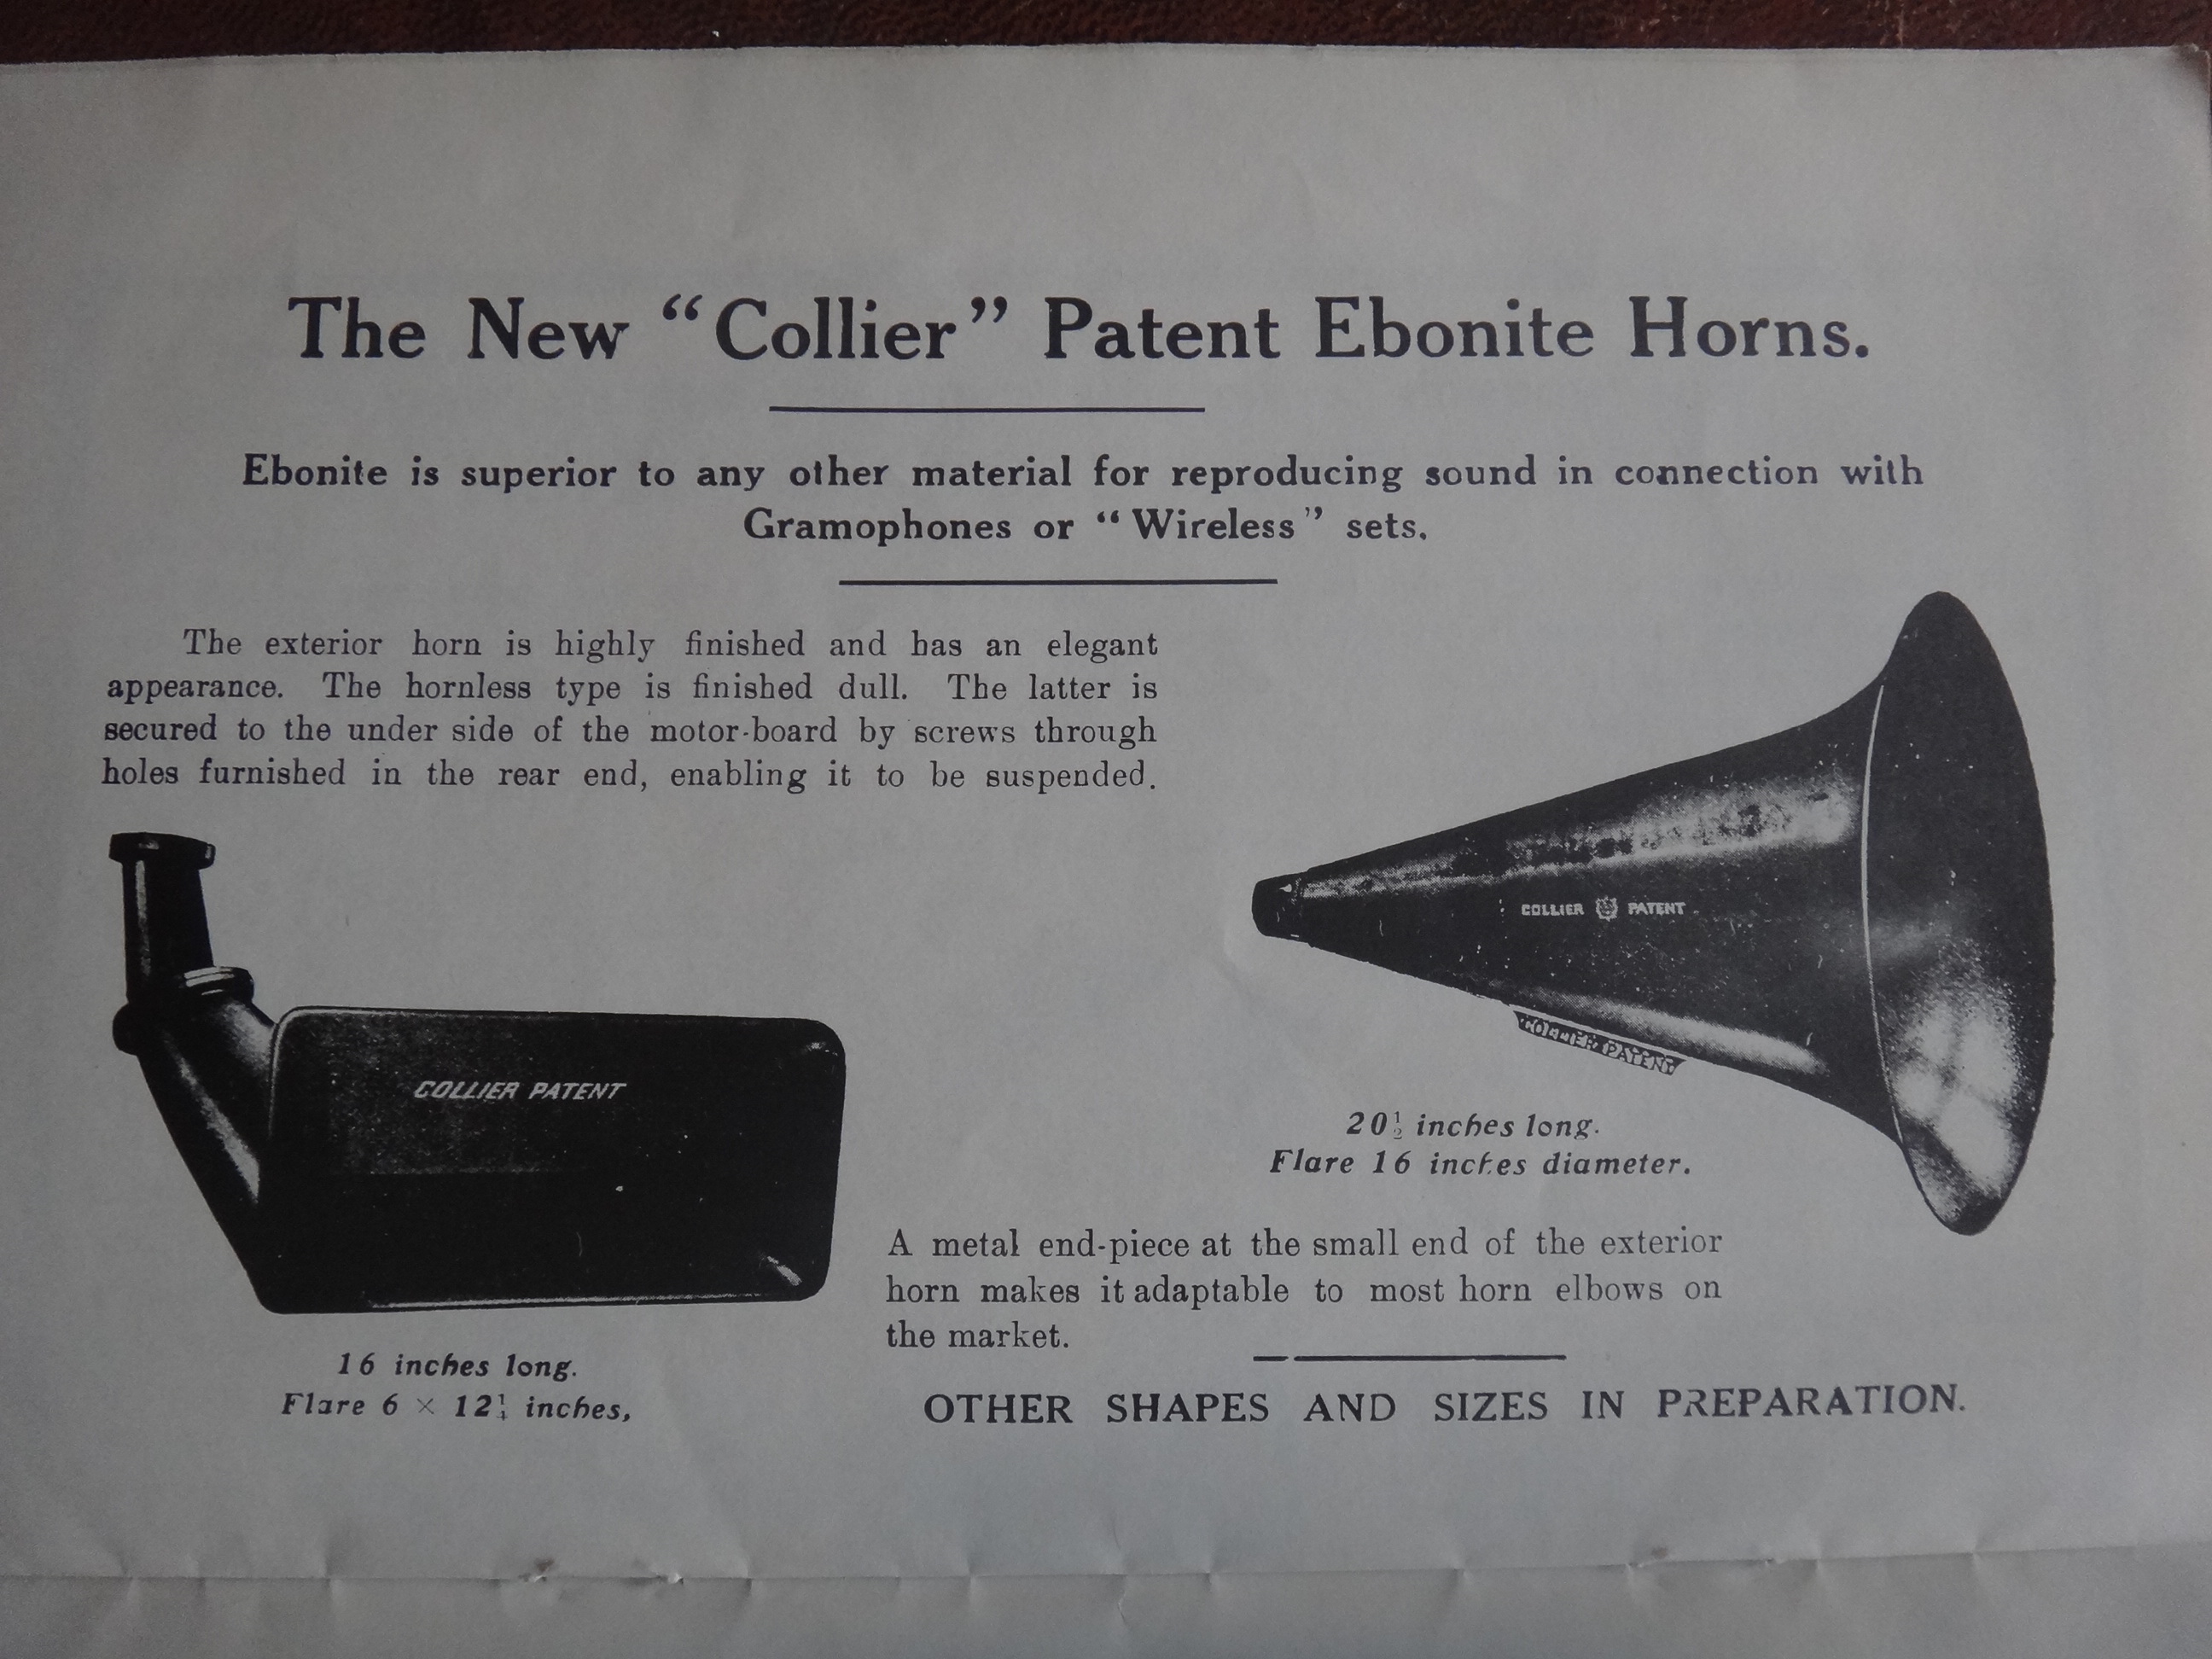 The New “Collier” Patent Ebonite Horns.
Ebonite is superior to any other material for reproducing sound in connection with
Gramophones or “Wireless” sets.
The exterior horn is highly finished and has an elegant
appearance. The hornless type is finished dull. The latter is
secured to the under side of the motor-board by screws through
holes furnished in the rear end, enabling it to be suspended.
COLLIER PATENT
COLLIER PATENT
COLLIER PATENT
20½ inches long.
Flare 16 inches diameter.
A metal end-piece at the small end of the exterior
horn makes it adaptable to most horn elbows on
the market.
16 inches long.
Flare 6 × 12¼ inches,
OTHER SHAPES AND SIZES IN PREPARATION.